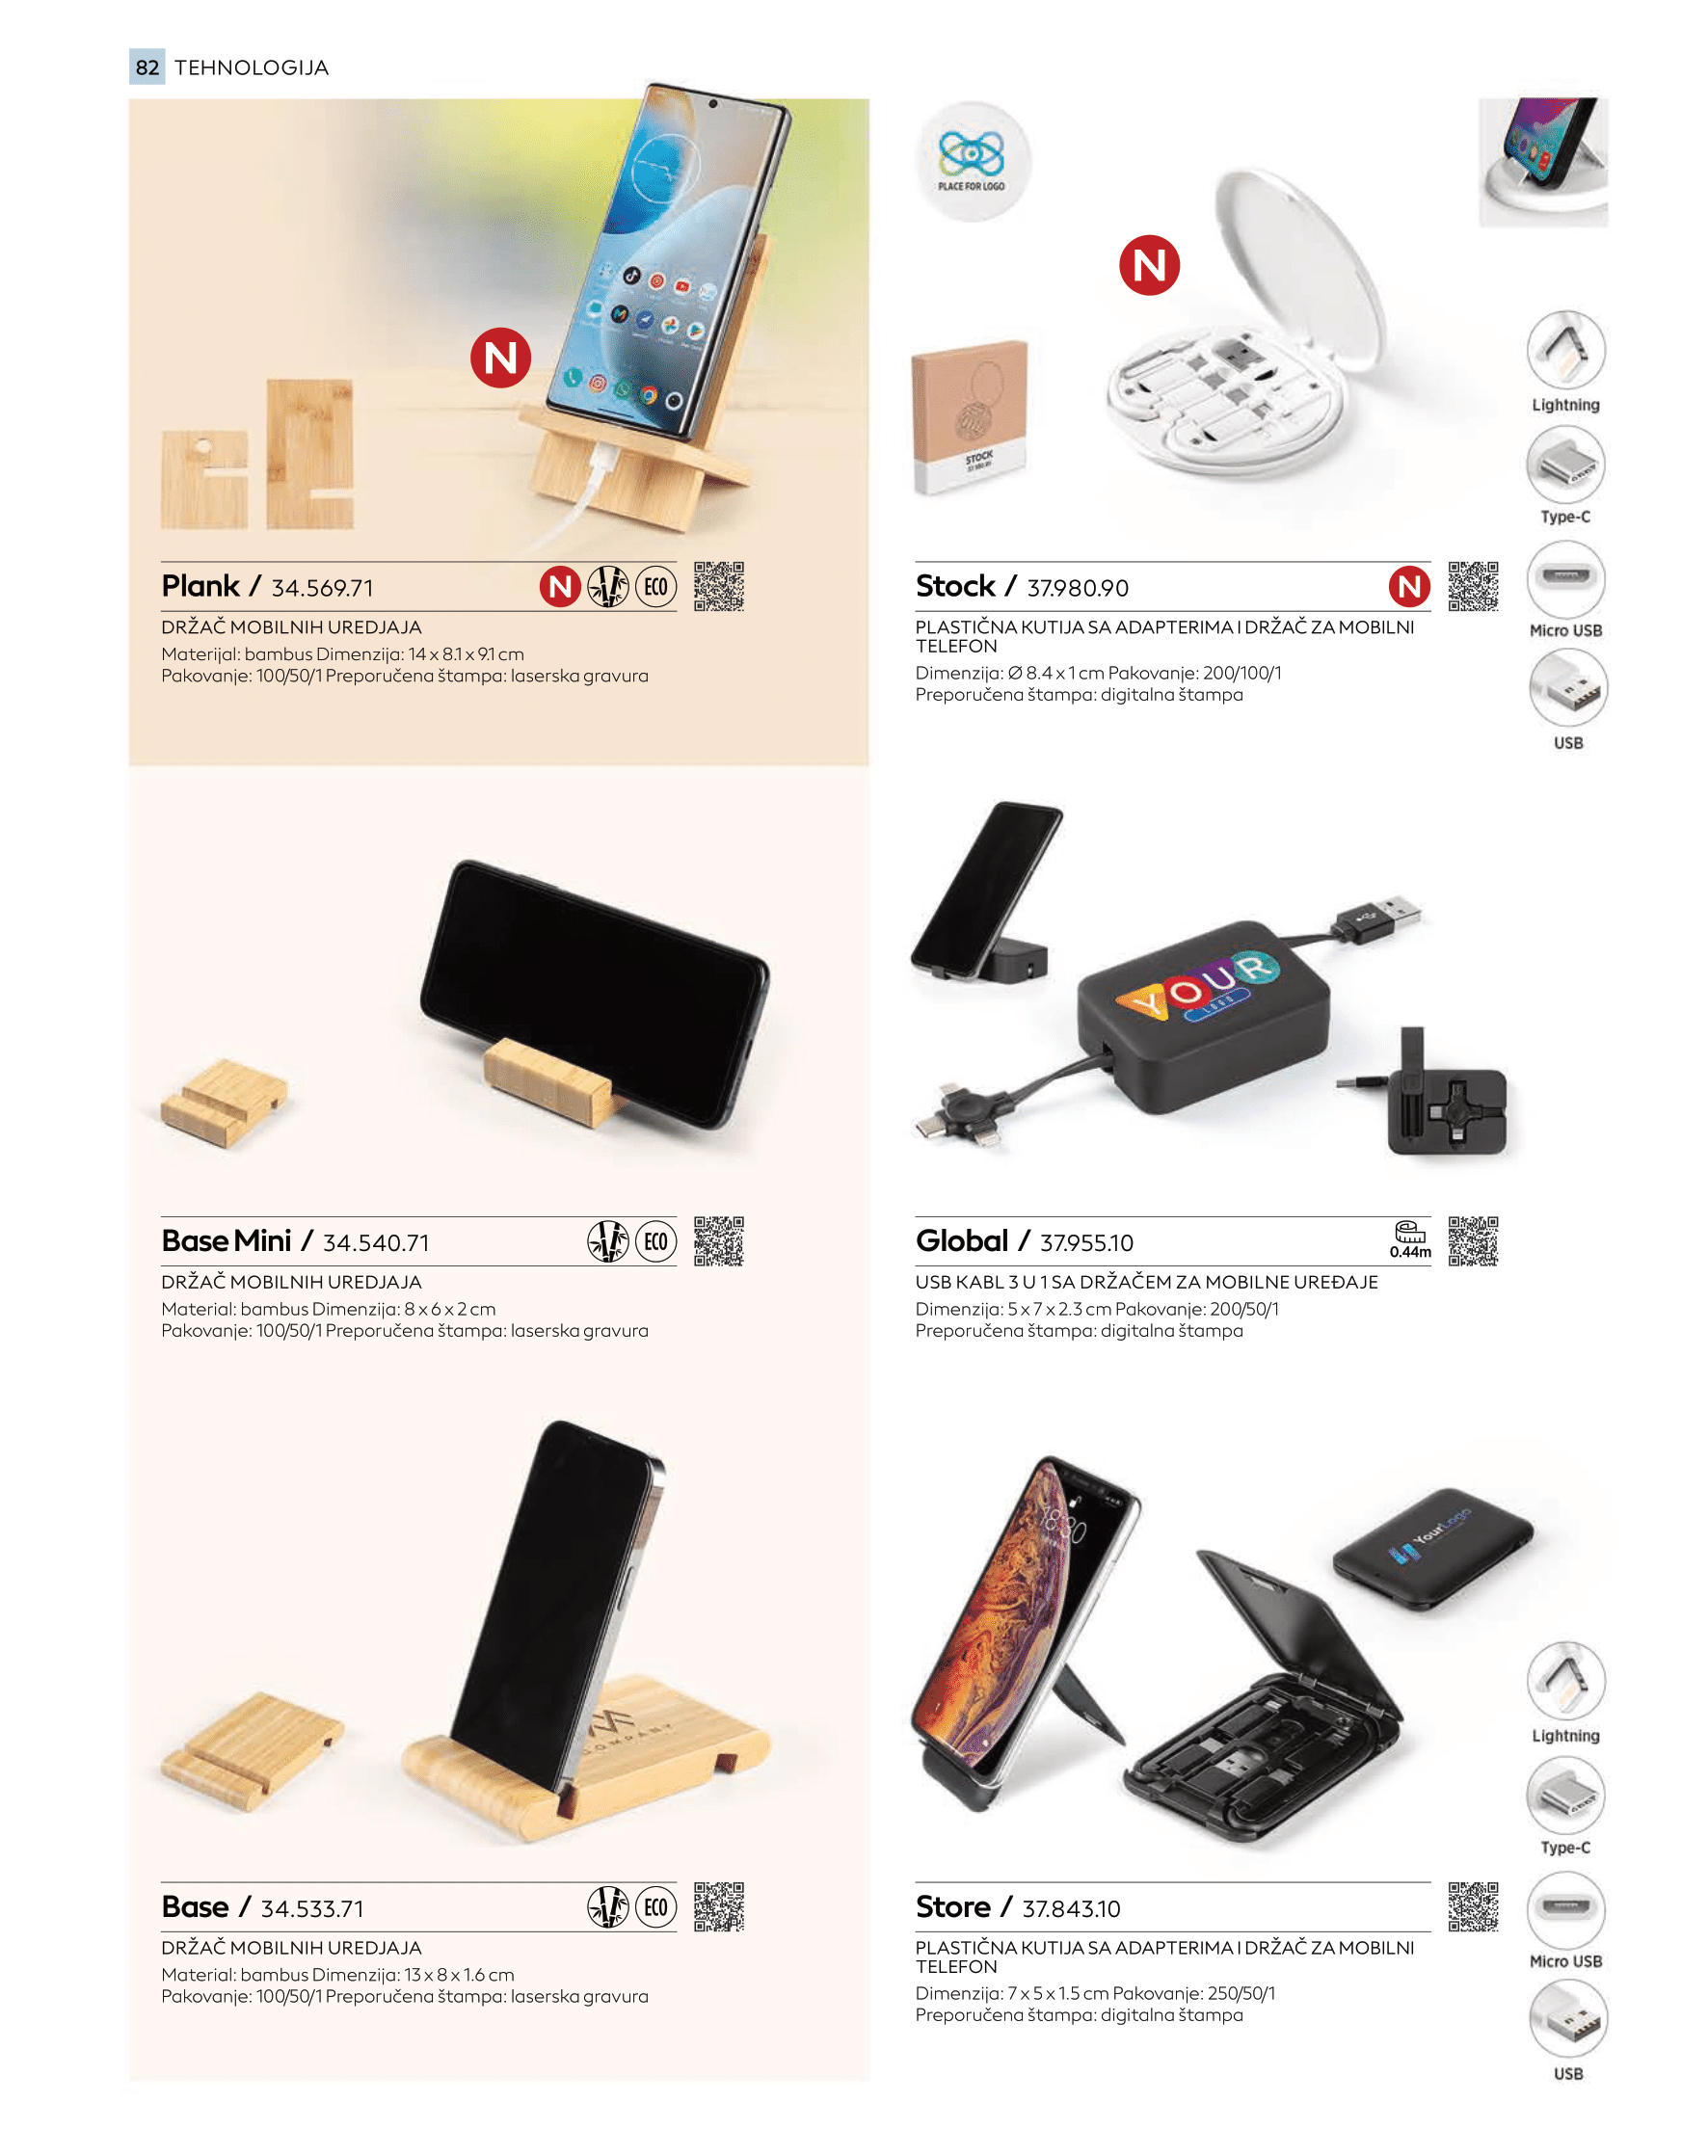 82 TEHNOLOGIJA
N
Plank / 34.569.71
N ECO
DRŽAČ MOBILNIH UREDJAJA
Materijal: bambus Dimenzija: 14 x 8.1 x 9.1 cm
Pakovanje: 100/50/1 Preporučena štampa: laserska gravura
PLACE FOR LOGO
N
STOCK
Lightning
Type-C
Micro USB
USB
Stock / 37.980.90
N
PLASTIČNA KUTIJA SA ADAPTERIMA I DRŽAČ ZA MOBILNI
TELEFON
Dimenzija: Ø 8.4 x 1 cm Pakovanje: 200/100/1
Preporučena štampa: digitalna štampa
Base Mini / 34.540.71
ECO
DRŽAČ MOBILNIH UREDJAJA
Material: bambus Dimenzija: 8 x 6 x 2 cm
Pakovanje: 100/50/1 Preporučena štampa: laserska gravura
YOUR
LOGO
Global / 37.955.10
0.44m
USB KABL 3 U 1 SA DRŽAČEM ZA MOBILNE UREĐAJE
Dimenzija: 5 x 7 x 2.3 cm Pakovanje: 200/50/1
Preporučena štampa: digitalna štampa
COMPANY
Base / 34.533.71
ECO
DRŽAČ MOBILNIH UREDJAJA
Material: bambus Dimenzija: 13 x 8 x 1.6 cm
Pakovanje: 100/50/1 Preporučena štampa: laserska gravura
18:30
YourLogo
Lightning
Type-C
Micro USB
USB
Store / 37.843.10
PLASTIČNA KUTIJA SA ADAPTERIMA I DRŽAČ ZA MOBILNI
TELEFON
Dimenzija: 7 x 5 x 1.5 cm Pakovanje: 250/50/1
Preporučena štampa: digitalna štampa